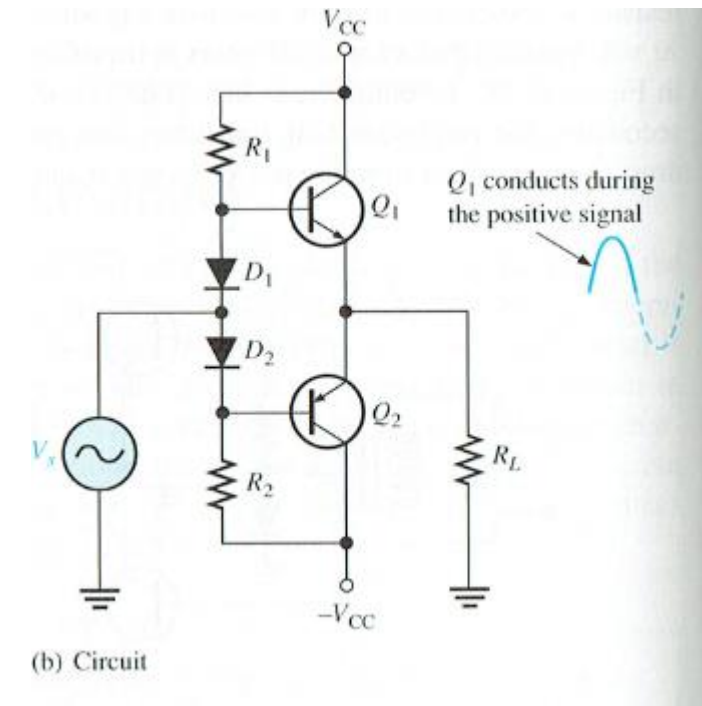 VCC
R1
Q1
Q1 conducts during
the positive signal
D1
D2
Q2
Vs
RL
R2
–VCC
(b) Circuit